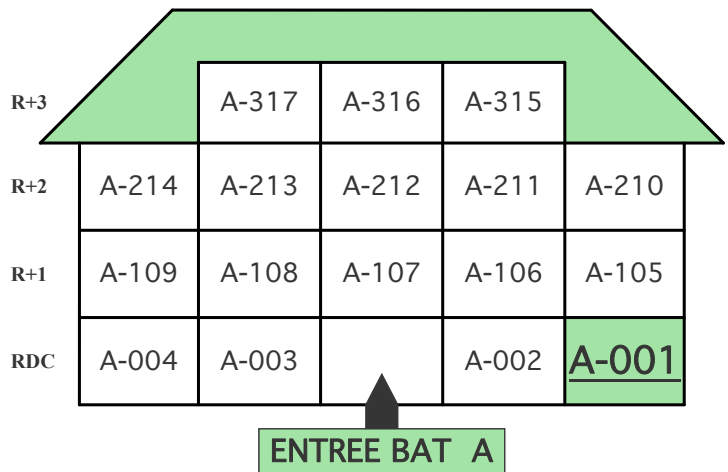 R+3 A-317 A-316 A-315
R+2 A-214 A-213 A-212 A-211 A-210
R+1 A-109 A-108 A-107 A-106 A-105
RDC A-004 A-003 A-002 A-001
ENTREE BAT A